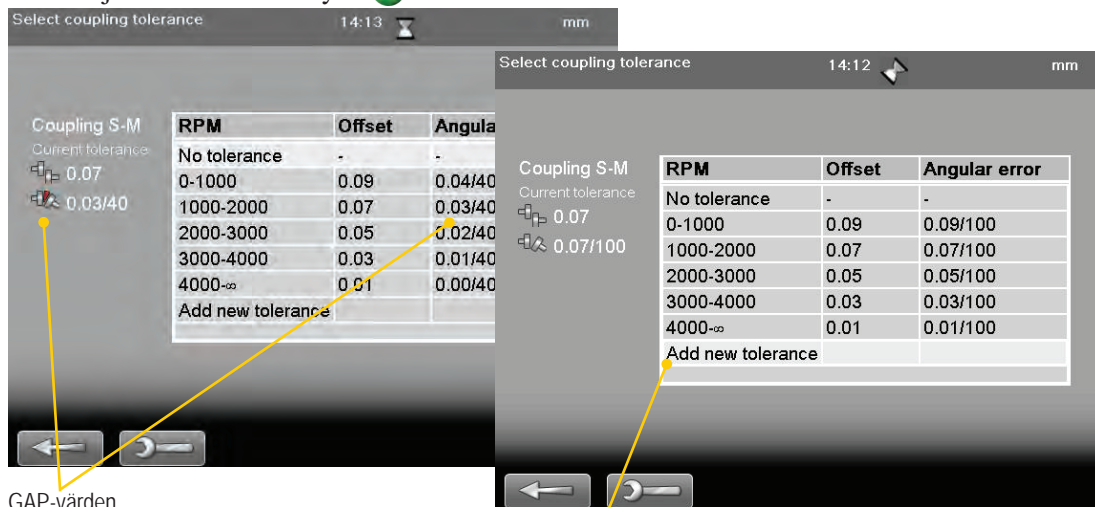 Select coupling tolerance 14:13 mm
Coupling S-M
Current tolerance
0.07
0.03/40
RPM Offset Angula
No tolerance - -
0-1000 0.09 0.04/40
1000-2000 0.07 0.03/40
2000-3000 0.05 0.02/40
3000-4000 0.03 0.01/40
4000-∞ 0.01 0.00/40
Add new tolerance
GAP-värden
Select coupling tolerance 14:12 mm
Coupling S-M
Current tolerance
0.07
0.07/100
RPM Offset Angular error
No tolerance - -
0-1000 0.09 0.09/100
1000-2000 0.07 0.07/100
2000-3000 0.05 0.05/100
3000-4000 0.03 0.03/100
4000-∞ 0.01 0.01/100
Add new tolerance